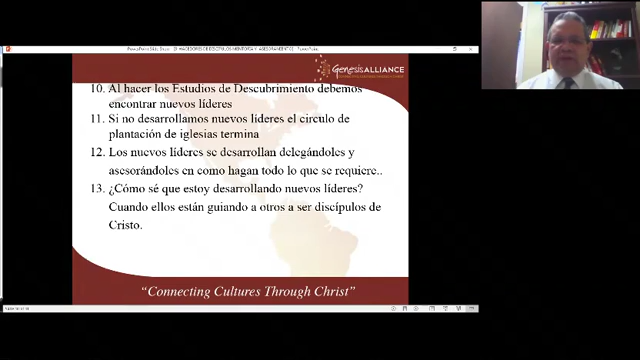 Genesis ALLIANCE
10. Al hacer los Estudios de Descubrimiento debemos
encontrar nuevos líderes
11. Si no desarrollamos nuevos líderes el circulo de
plantación de iglesias termina
12. Los nuevos líderes se desarrollan delegándoles y
asesorándoles en como hagan todo lo que se requiere..
13. ¿Cómo sé que estoy desarrollando nuevos líderes?
Cuando ellos están guiando a otros a ser discípulos de
Cristo.
“Connecting Cultures Through Christ”